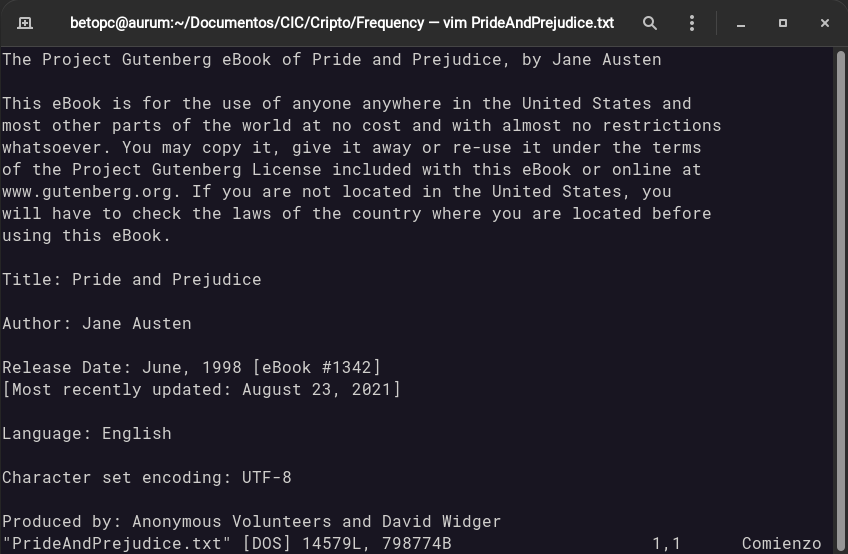 betopc@aurum:~/Documentos/CIC/Cripto/Frequency — vim PrideAndPrejudice.txt
The Project Gutenberg eBook of Pride and Prejudice, by Jane Austen
This eBook is for the use of anyone anywhere in the United States and
most other parts of the world at no cost and with almost no restrictions
whatsoever. You may copy it, give it away or re-use it under the terms
of the Project Gutenberg License included with this eBook or online at
www.gutenberg.org. If you are not located in the United States, you
will have to check the laws of the country where you are located before
using this eBook.
Title: Pride and Prejudice
Author: Jane Austen
Release Date: June, 1998 [eBook #1342]
[Most recently updated: August 23, 2021]
Language: English
Character set encoding: UTF-8
Produced by: Anonymous Volunteers and David Widger
"PrideAndPrejudice.txt" [DOS] 14579L, 798774B 1,1 Comienzo